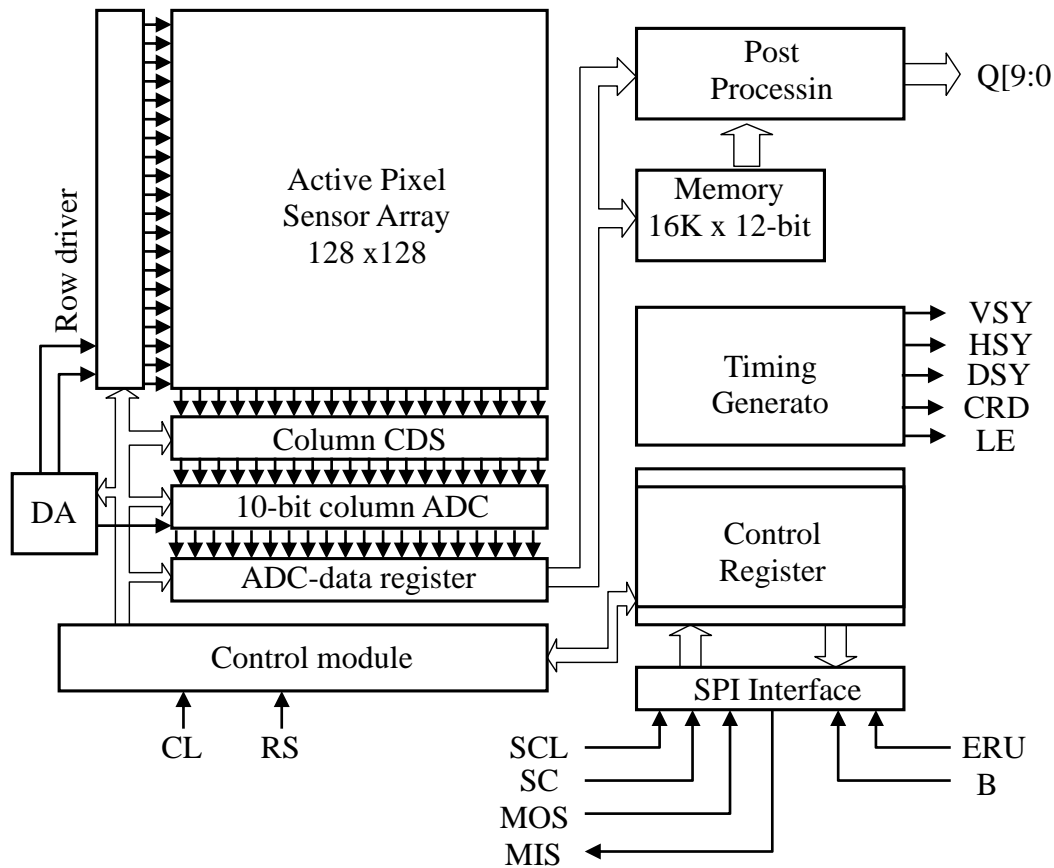 Post
Processin
Q[9:0
Active Pixel
Sensor Array
128 x128
Row driver
Memory
16K x 12-bit
VSY
HSY
DSY
CRD
LE
Timing
Generato
Column CDS
DA
10-bit column ADC
ADC-data register
Control
Register
Control module
SPI Interface
CL
RS
SCL
SC
MOS
MIS
ERU
B